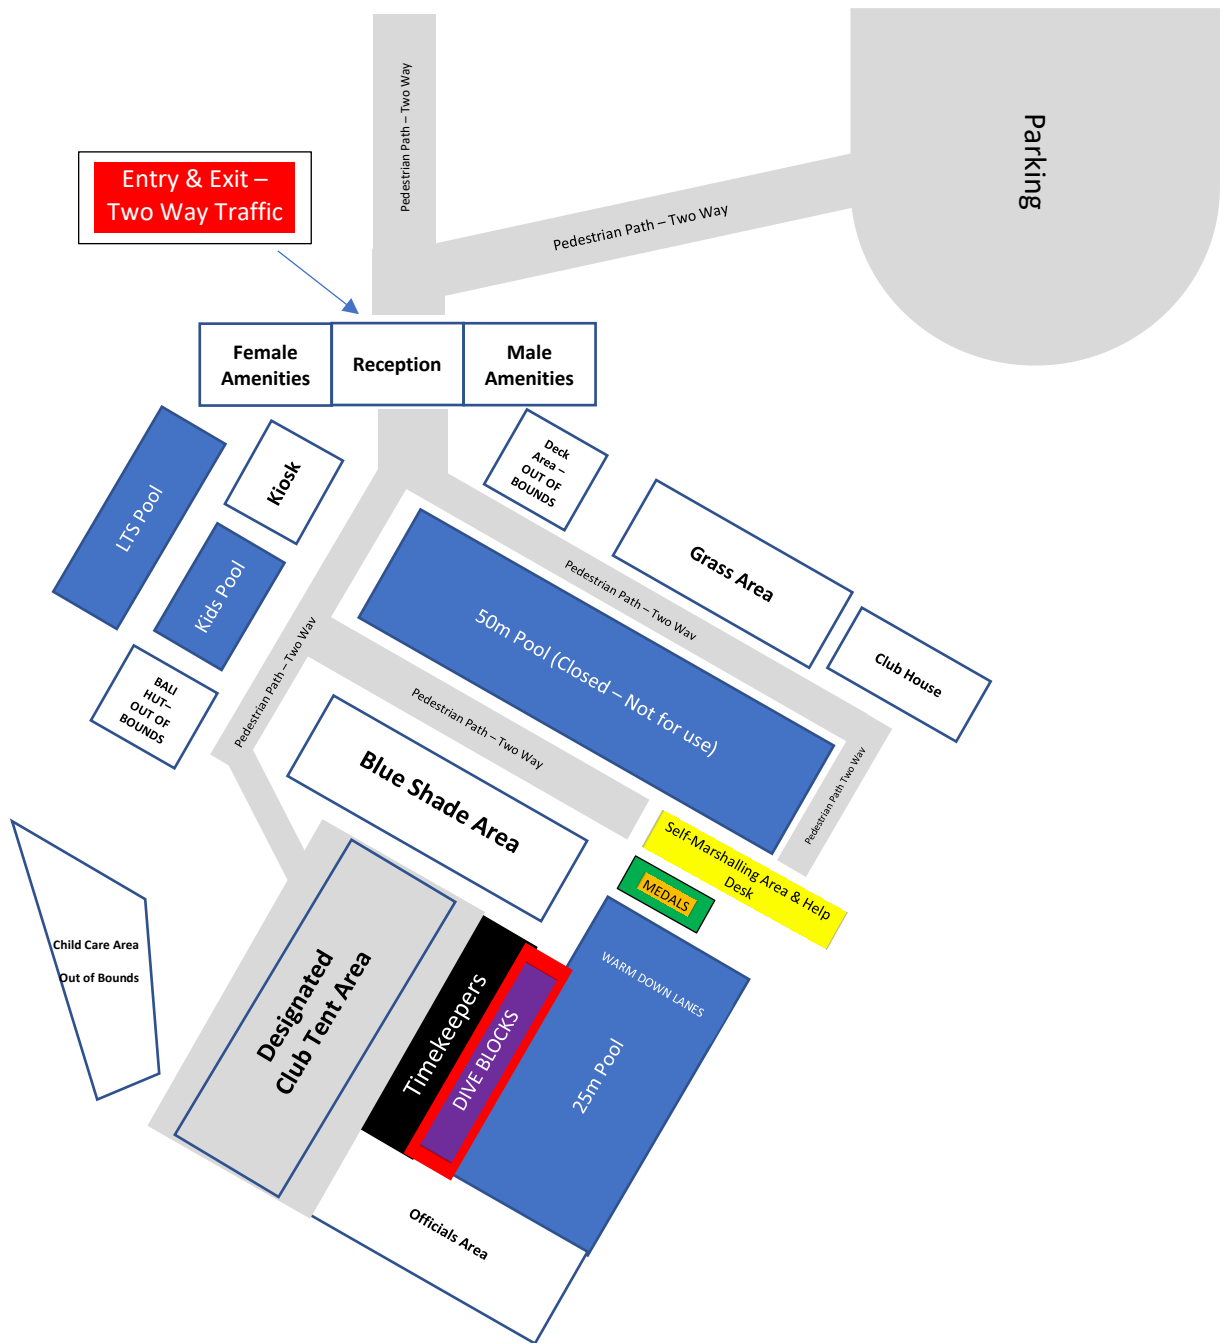 Pedestrian Path – Two Way
Parking
Entry & Exit –
Two Way Traffic
Pedestrian Path – Two Way
Female
Amenities
Reception
Male
Amenities
LTS Pool
Kiosk
Deck
Area –
OUT OF
BOUNDS
Grass Area
Kids Pool
Pedestrian Path – Two Way
50m Pool (Closed – Not for use)
Club House
BALI
HUT–
OUT OF
BOUNDS
Pedestrian Path – Two Way
Pedestrian Path – Two Way
Blue Shade Area
Pedestrian Path Two Way
Self-Marshalling Area & Help
Desk
MEDALS
Child Care Area
Out of Bounds
Designated
Club Tent Area
Timekeepers
DIVE BLOCKS
WARM DOWN LANES
25m Pool
Officials Area